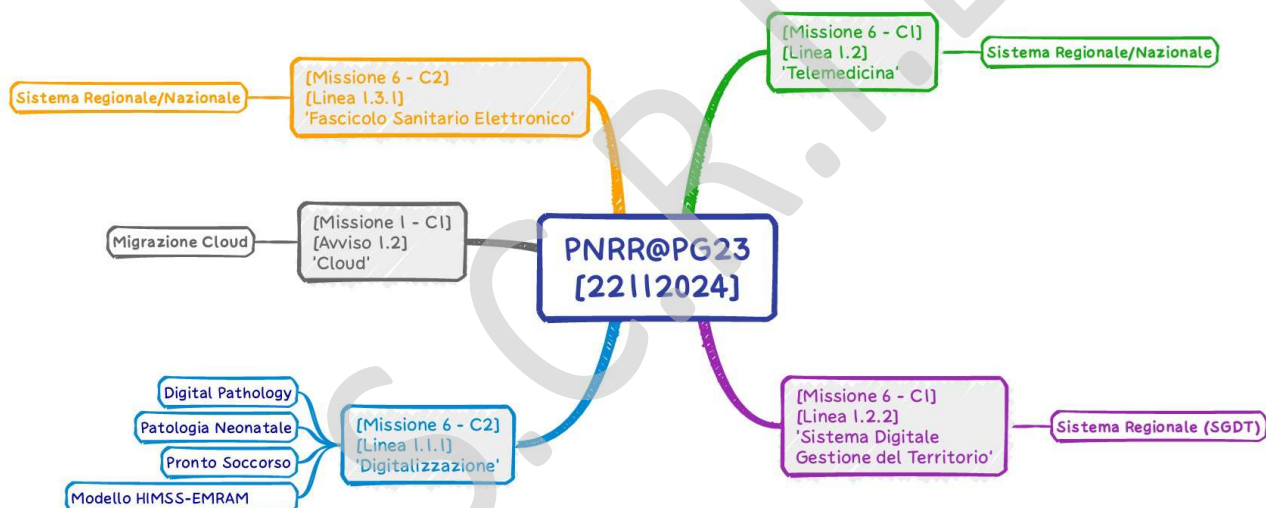 [Missione 6 - C1]
[Linea 1.2]
'Telemedicina'
Sistema Regionale/Nazionale
[Missione 6 - C2]
[Linea 1.3.1]
'Fascicolo Sanitario Elettronico'
Sistema Regionale/Nazionale
[Missione 1 - C1]
[Avviso 1.2]
'Cloud'
Migrazione Cloud
PNRR@PG23
[22112024]
[Missione 6 - C2]
[Linea 1.1.1]
'Digitalizzazione'
Digital Pathology
Patologia Neonatale
Pronto Soccorso
Modello HIMSS-EMRAM
[Missione 6 - C1]
[Linea 1.2.2]
'Sistema Digitale
Gestione del Territorio'
Sistema Regionale (SGDT)
S.C.R.I.